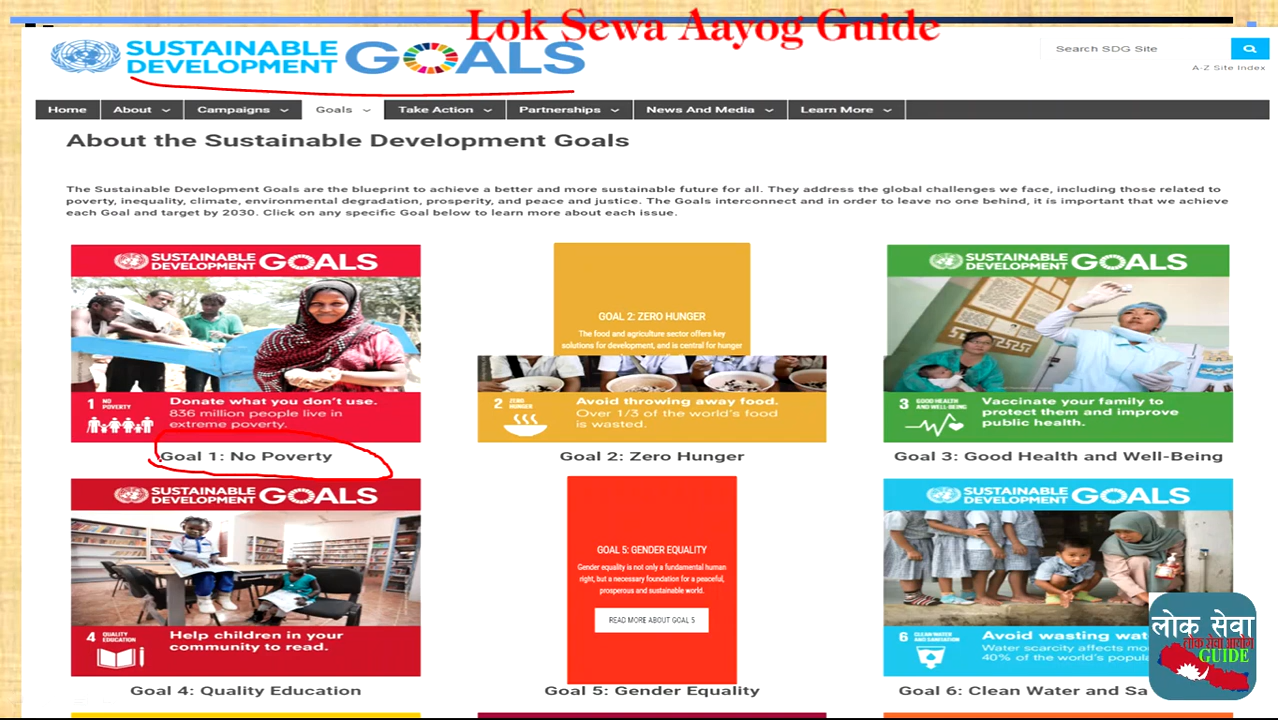 Lok Sewa Aayog Guide
SUSTAINABLE
DEVELOPMENT
GOALS
Search SDG Site
A-Z Site Index
Home About Campaigns Goals Take Action Partnerships News And Media Learn More
About the Sustainable Development Goals
The Sustainable Development Goals are the blueprint to achieve a better and more sustainable future for all. They address the global challenges we face, including those related to
poverty, inequality, climate, environmental degradation, prosperity, and peace and justice. The Goals interconnect and in order to leave no one behind, it is important that we achieve
each Goal and target by 2030. Click on any specific Goal below to learn more about each issue.
SUSTAINABLE
DEVELOPMENT
GOALS
1 NO
POVERTY
Donate what you don't use.
836 million people live in
extreme poverty.
Goal 1: No Poverty
GOAL 2: ZERO HUNGER
The food and agriculture sector offers key
solutions for development, and is central for hunger
2 ZERO
HUNGER
Avoid throwing away food.
Over 1/3 of the world's food
is wasted.
Goal 2: Zero Hunger
SUSTAINABLE
DEVELOPMENT
GOALS
3 GOOD HEALTH
AND WELL-BEING
Vaccinate your family to
protect them and improve
public health.
Goal 3: Good Health and Well-Being
SUSTAINABLE
DEVELOPMENT
GOALS
4 QUALITY
EDUCATION
Help children in your
community to read.
Goal 4: Quality Education
GOAL 5: GENDER EQUALITY
Gender equality is not only a fundamental human
right, but a necessary foundation for a peaceful,
prosperous and sustainable world.
READ MORE ABOUT GOAL 5
Goal 5: Gender Equality
SUSTAINABLE
DEVELOPMENT
GOALS
6 CLEAN WATER
AND SANITATION
Avoid wasting wat
Water scarcity affects mo
40% of the world's popula
Goal 6: Clean Water and Sa
लोक सेवा
लोक सेवा आयोग
GUIDE